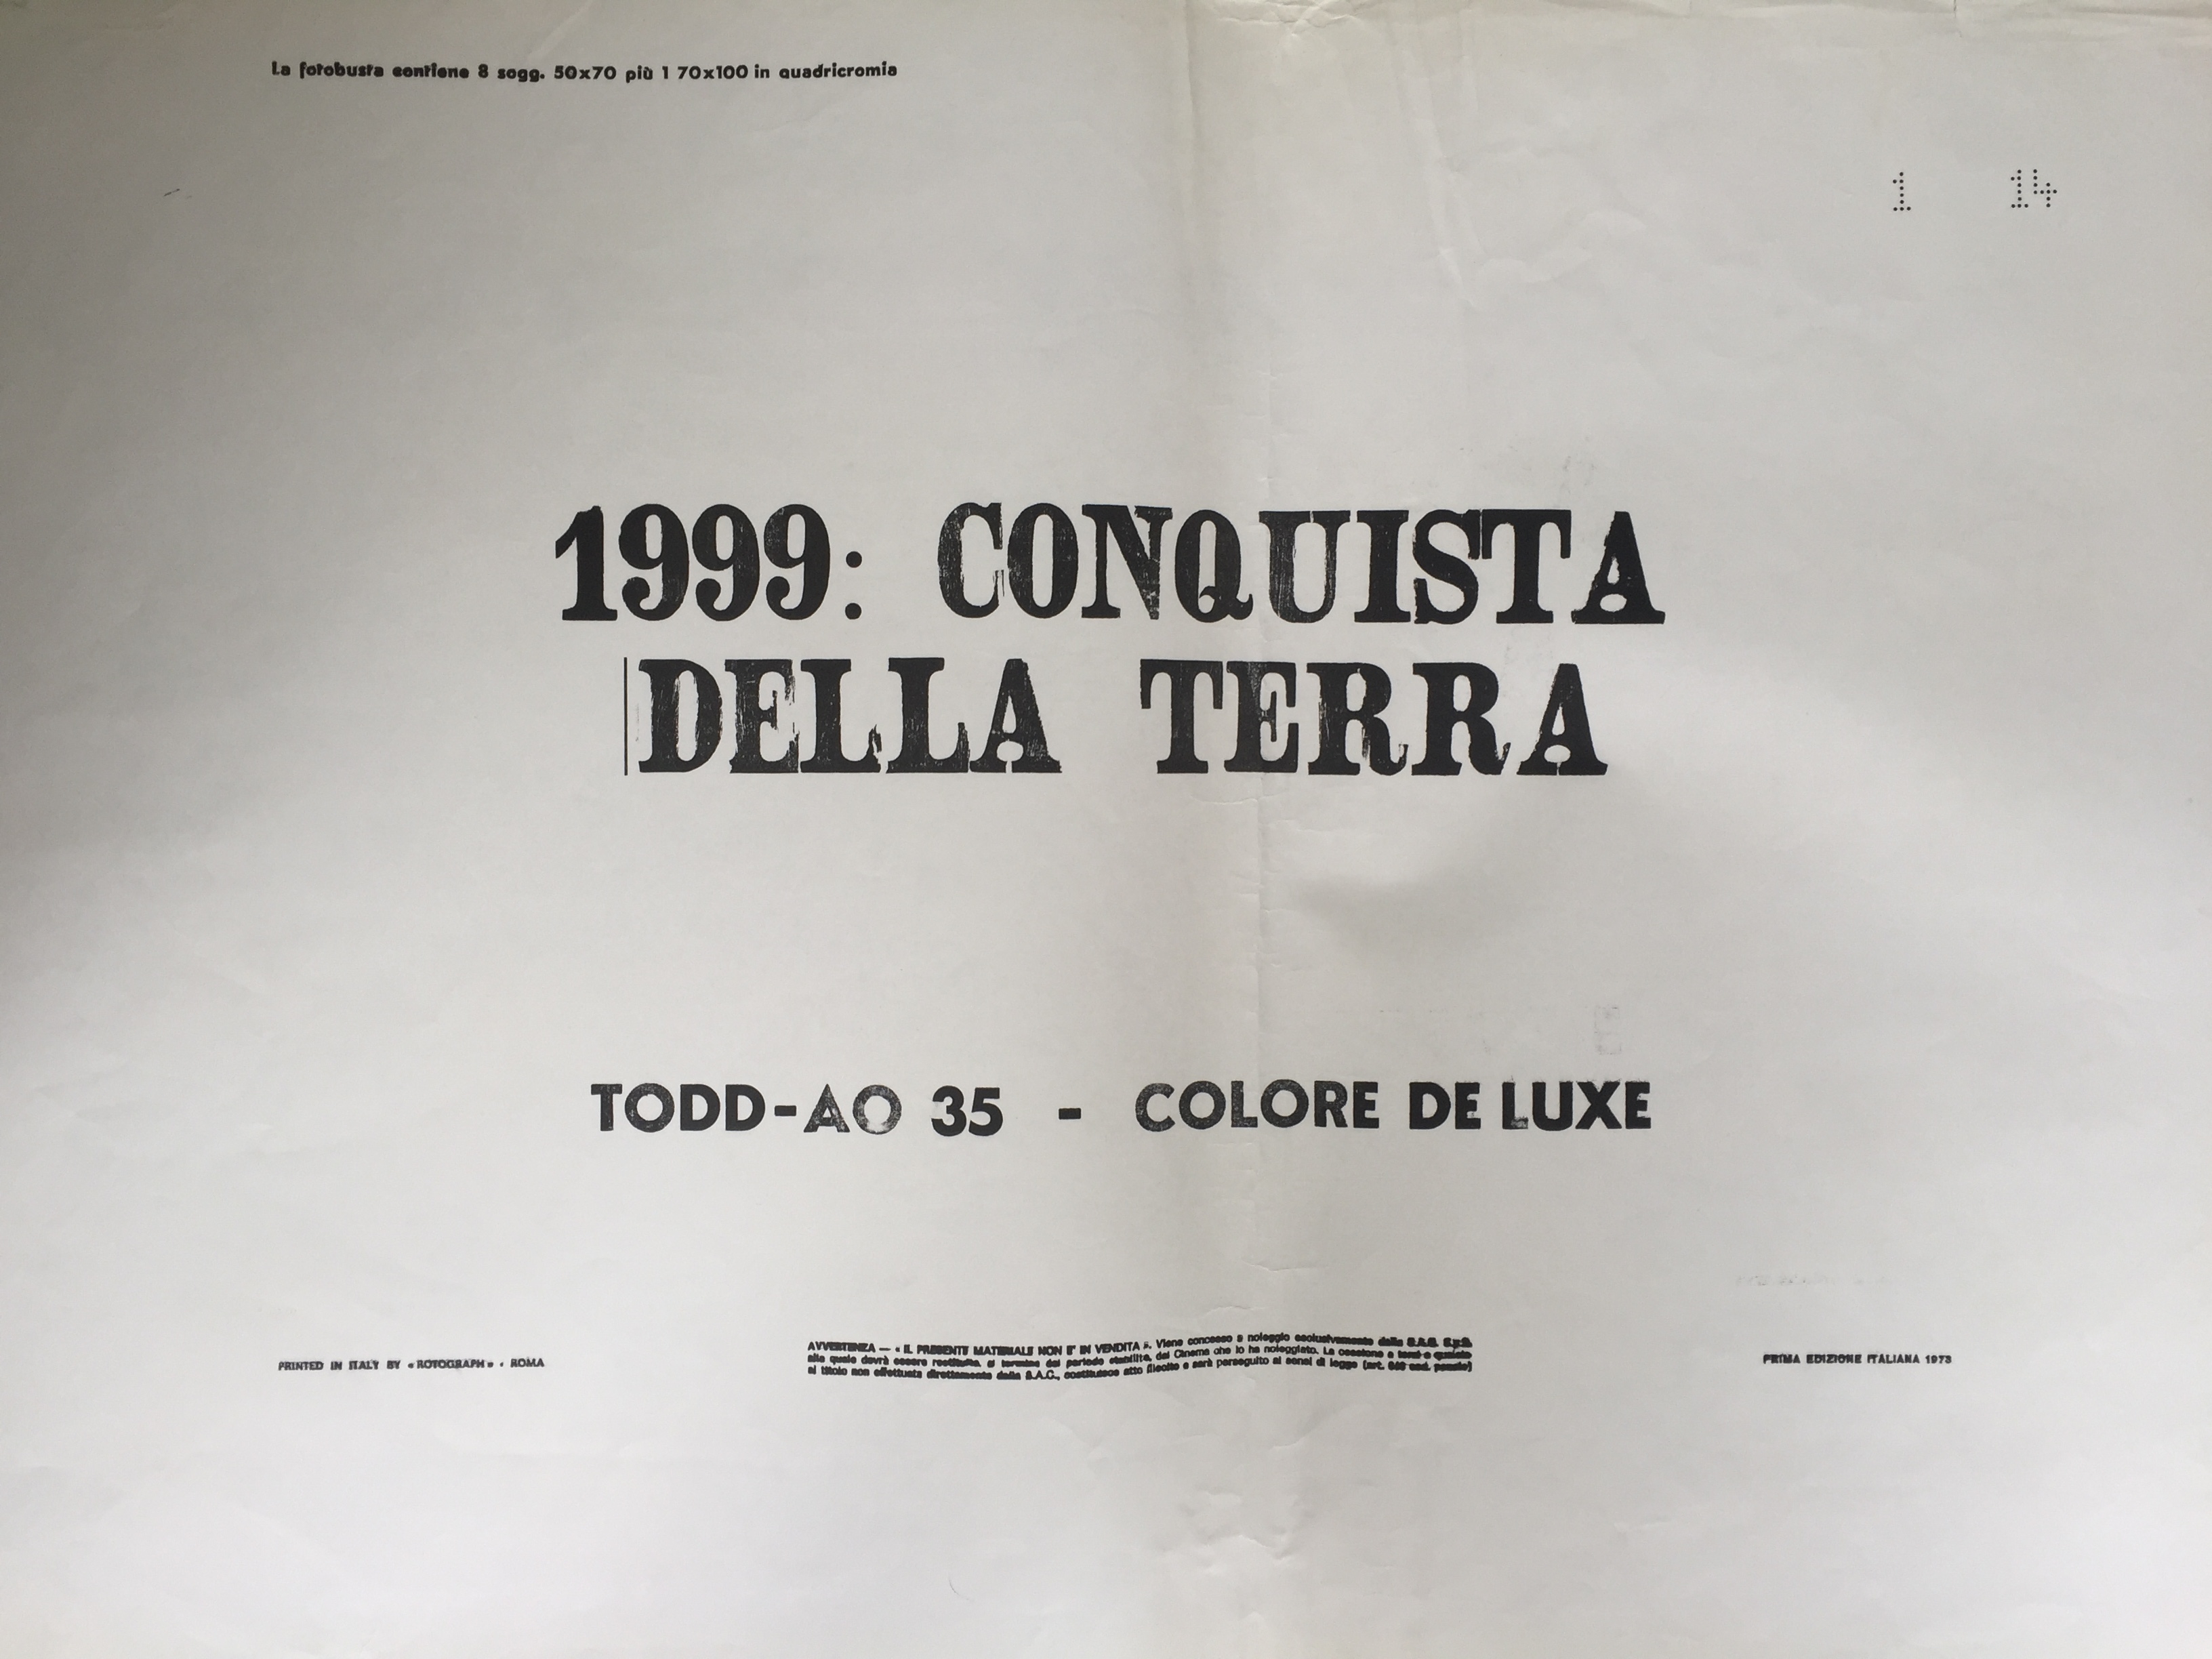 La fotobusta contiene 8 sogg. 50x70 più 1 70x100 in quadricromia
1 14
1999: CONQUISTA
DELLA TERRA
TODD-AO 35 - COLORE DE LUXE
PRINTED IN ITALY BY « ROTOGRAPH » - ROMA
AVVERTENZA — « IL PRESENTE MATERIALE NON E' IN VENDITA ». Viene concesso a noleggio esclusivamente dalla S.A.C. S.p.A.
alla quale dovrà essere restituito, al termine del periodo stabilito, dal Cinema che lo ha noleggiato. La cessione a terzi a qualsiasi
titolo non effettuata direttamente dalla S.A.C., costituisce atto illecito e sarà perseguito ai sensi di legge (art. cod. penale)
PRIMA EDIZIONE ITALIANA 1973